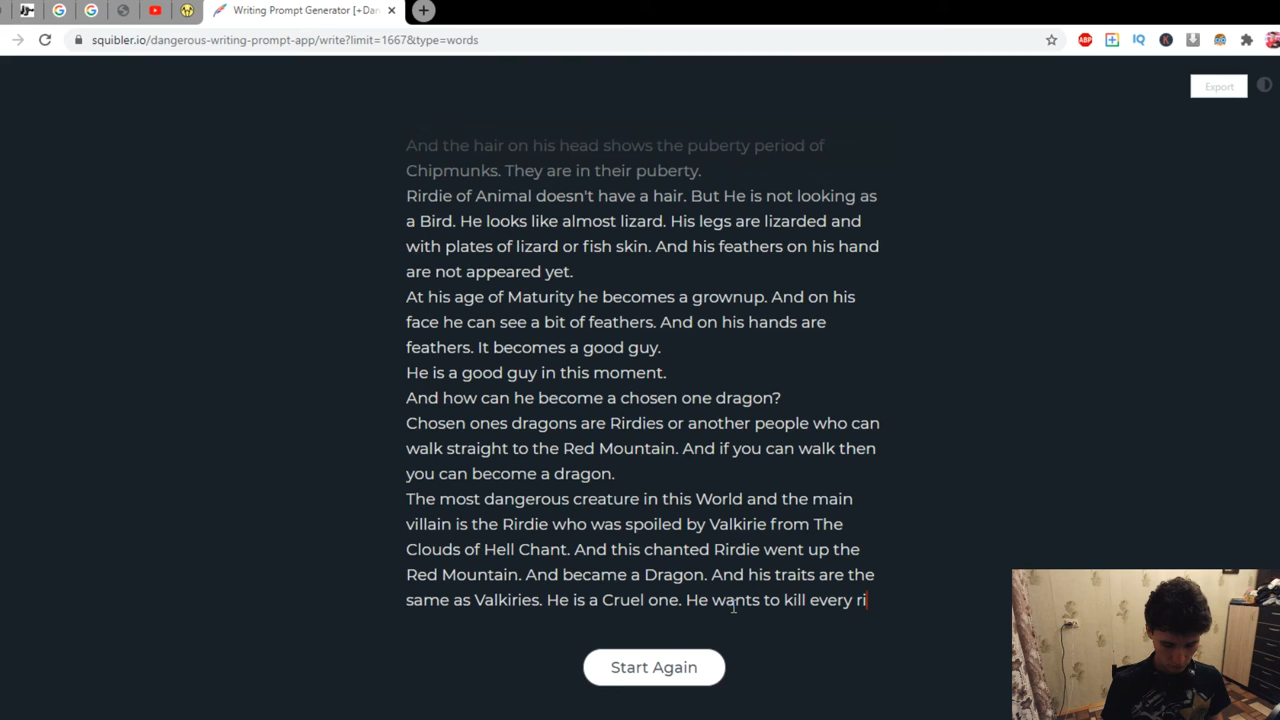 Writing Prompt Generator [+Dan
squibler.io/dangerous-writing-prompt-app/write?limit=1667&type=words
ABP
IQ
K
Export
And the hair on his head shows the puberty period of
Chipmunks. They are in their puberty.
Rirdie of Animal doesn't have a hair. But He is not looking as
a Bird. He looks like almost lizard. His legs are lizarded and
with plates of lizard or fish skin. And his feathers on his hand
are not appeared yet.
At his age of Maturity he becomes a grownup. And on his
face he can see a bit of feathers. And on his hands are
feathers. It becomes a good guy.
He is a good guy in this moment.
And how can he become a chosen one dragon?
Chosen ones dragons are Rirdies or another people who can
walk straight to the Red Mountain. And if you can walk then
you can become a dragon.
The most dangerous creature in this World and the main
villain is the Rirdie who was spoiled by Valkirie from The
Clouds of Hell Chant. And this chanted Rirdie went up the
Red Mountain. And became a Dragon. And his traits are the
same as Valkiries. He is a Cruel one. He wants to kill every ri
Start Again